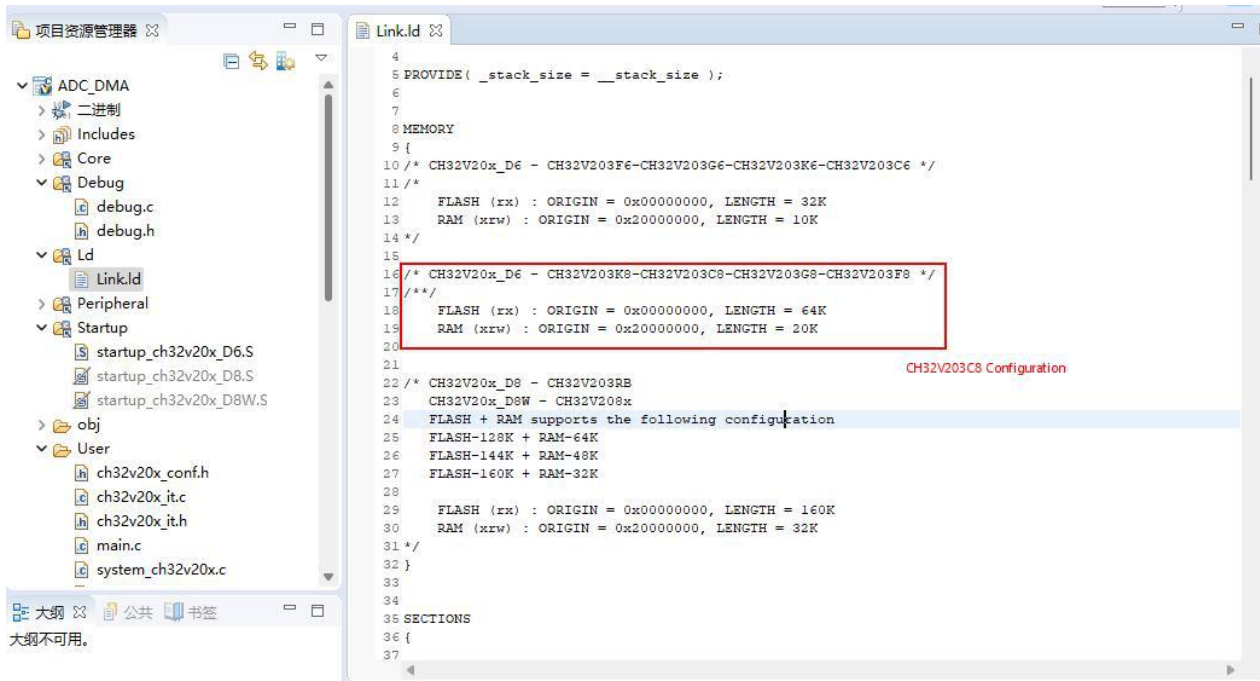 项目资源管理器
ADC_DMA
二进制
Includes
Core
Debug
debug.c
debug.h
Ld
Link.ld
Peripheral
Startup
startup_ch32v20x_D6.S
startup_ch32v20x_D8.S
startup_ch32v20x_D8W.S
obj
User
ch32v20x_conf.h
ch32v20x_it.c
ch32v20x_it.h
main.c
system_ch32v20x.c
大纲 公共 书签
大纲不可用。
Link.ld
4
5 PROVIDE( _stack_size = __stack_size );
6
7
8 MEMORY
9 {
10 /* CH32V20x_D6 - CH32V203F6-CH32V203G6-CH32V203K6-CH32V203C6 */
11 /*
12 FLASH (rx) : ORIGIN = 0x00000000, LENGTH = 32K
13 RAM (xrw) : ORIGIN = 0x20000000, LENGTH = 10K
14 */
15
16 /* CH32V20x_D6 - CH32V203K8-CH32V203C8-CH32V203G8-CH32V203F8 */
17 /**/
18 FLASH (rx) : ORIGIN = 0x00000000, LENGTH = 64K
19 RAM (xrw) : ORIGIN = 0x20000000, LENGTH = 20K
20
21
CH32V203C8 Configuration
22 /* CH32V20x_D8 - CH32V203RB
23 CH32V20x_D8W - CH32V208x
24 FLASH + RAM supports the following configuration
25 FLASH-128K + RAM-64K
26 FLASH-144K + RAM-48K
27 FLASH-160K + RAM-32K
28
29 FLASH (rx) : ORIGIN = 0x00000000, LENGTH = 160K
30 RAM (xrw) : ORIGIN = 0x20000000, LENGTH = 32K
31 */
32 }
33
34
35 SECTIONS
36 {
37